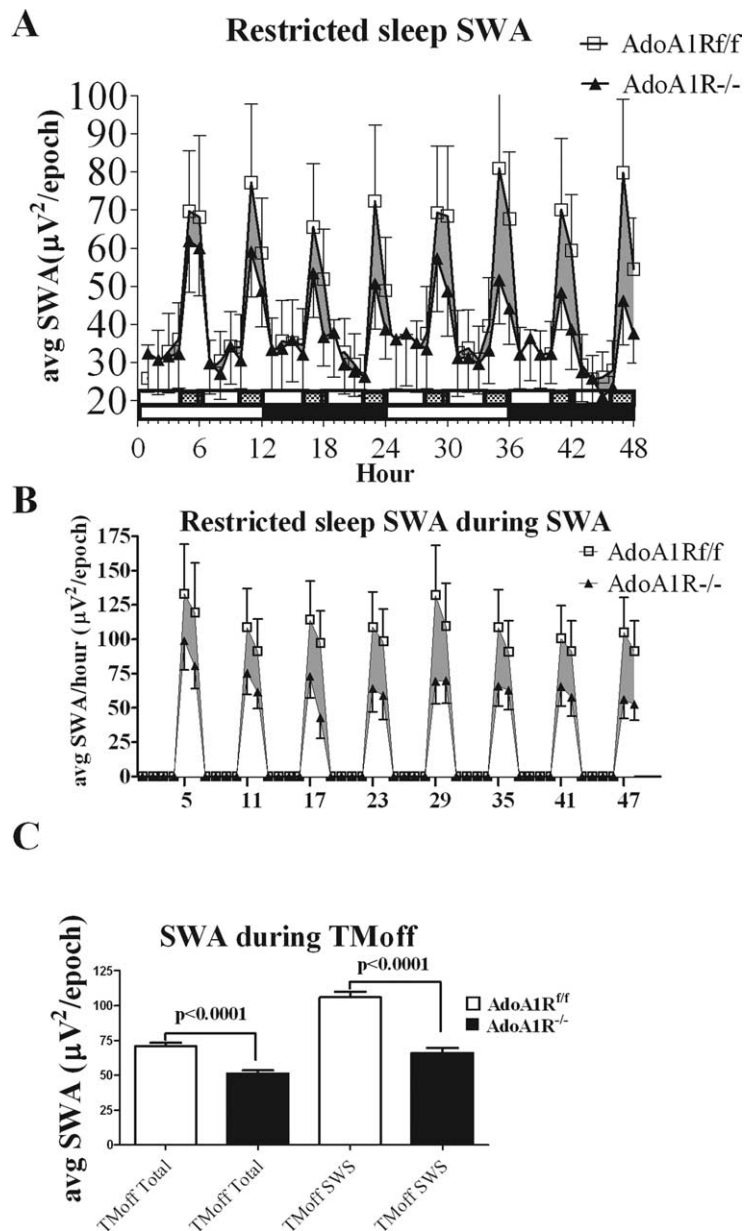 A
Restricted sleep SWA
AdoA1Rf/f
AdoA1R-/-
avg SWA(µV²/epoch)
100
90
80
70
60
50
40
30
20
0 6 12 18 24 30 36 42 48
Hour
B
Restricted sleep SWA during SWA
AdoA1Rf/f
AdoA1R-/-
avg SWA/hour (µV²/epoch)
175
150
125
100
75
50
25
0
5 11 17 23 29 35 41 47
C
SWA during TMoff
avg SWA (µV²/epoch)
125
100
75
50
25
0
p<0.0001
p<0.0001
AdoA1R^f/f
AdoA1R^-/-
TMoff Total
TMoff Total
TMoff SWS
TMoff SWS